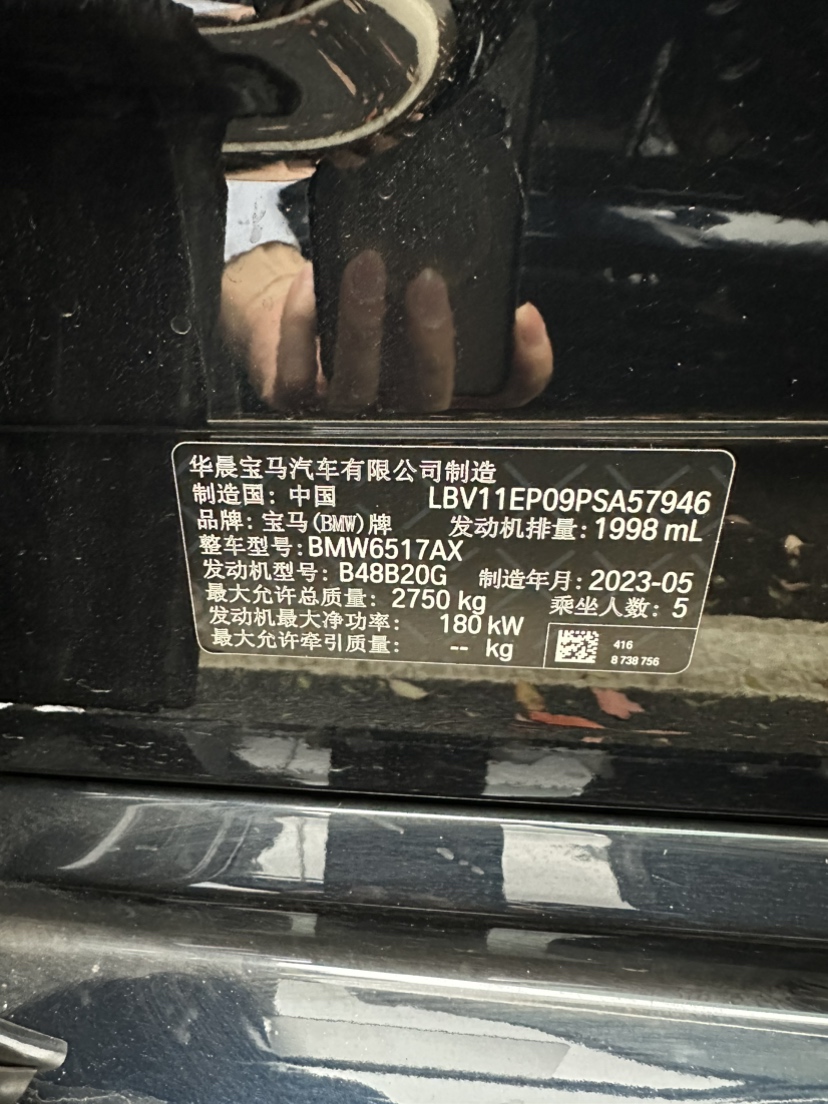 华晨宝马汽车有限公司制造
制造国：中国 LBV11EP09PSA57946
品牌：宝马(BMW)牌 发动机排量：1998 mL
整车型号：BMW6517AX
发动机型号：B48B20G 制造年月：2023-05
最大允许总质量：2750 kg 乘坐人数：5
发动机最大净功率：180 kW
最大允许牵引质量：-- kg
416
8 738 756